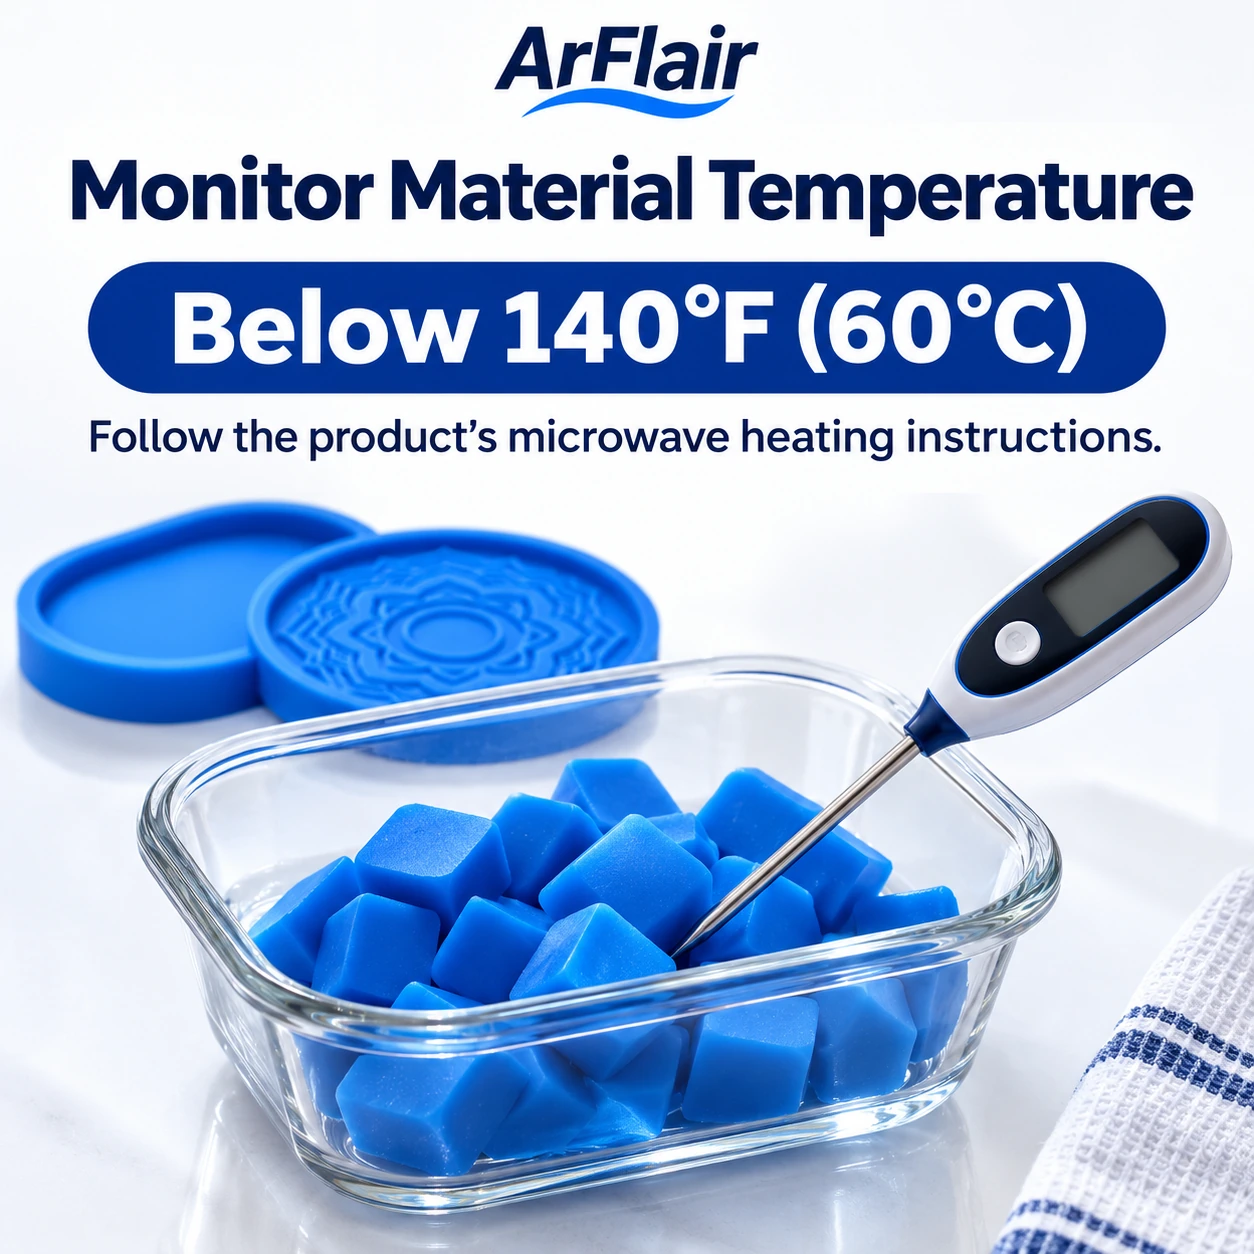 ArFlair
Monitor Material Temperature
Below 140°F (60°C)
Follow the product's microwave heating instructions.